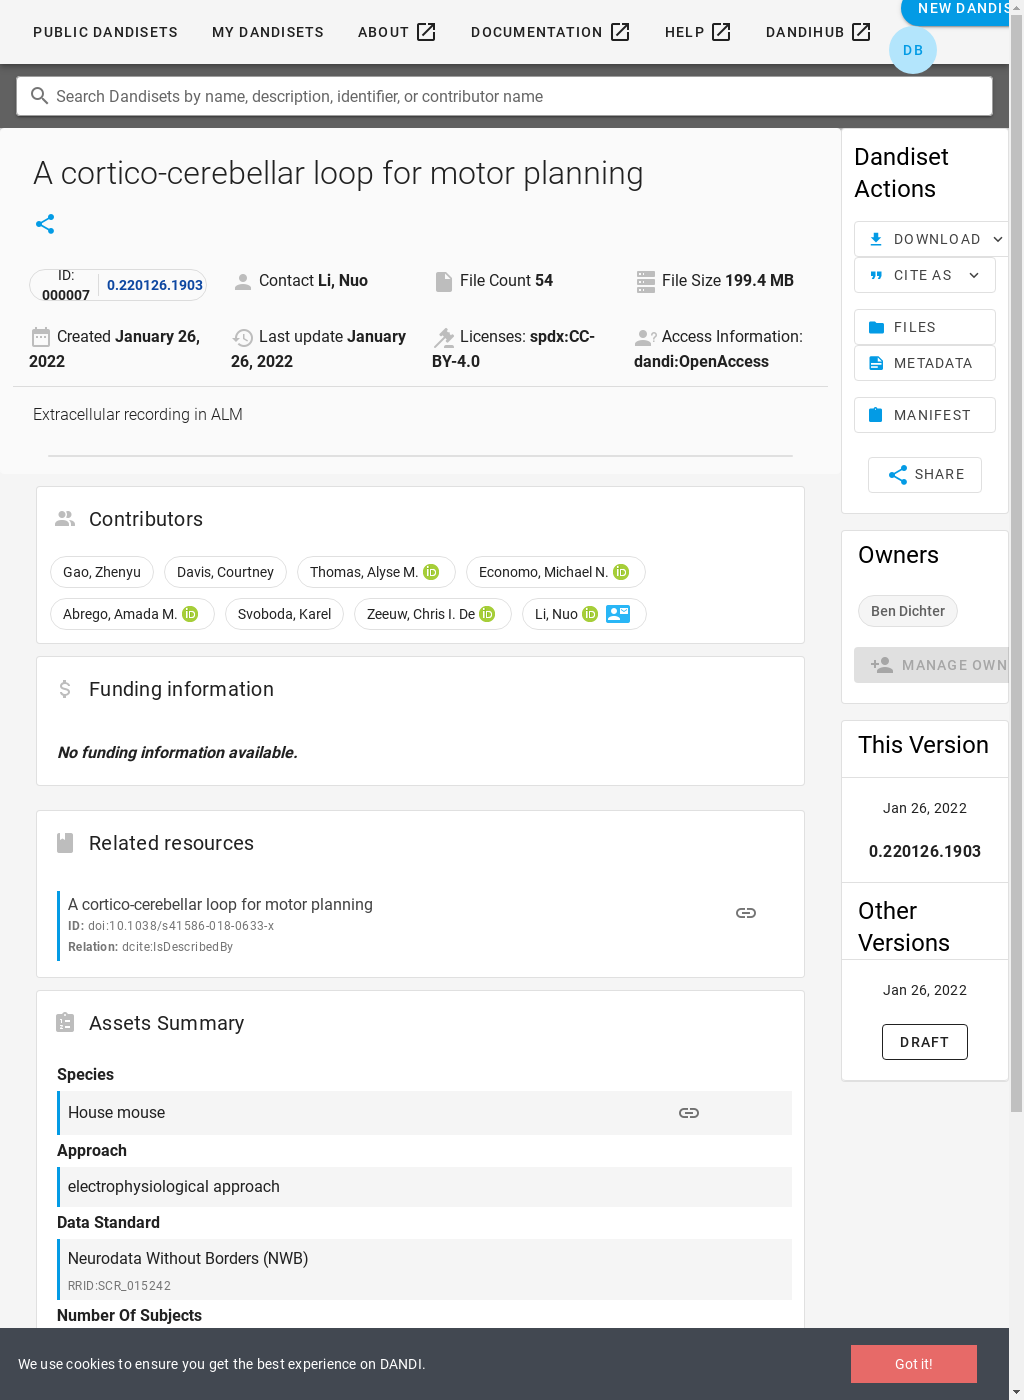 PUBLIC DANDISETS
MY DANDISETS
ABOUT
DOCUMENTATION
HELP
DANDIHUB
NEW DANDIS
DB
Search Dandisets by name, description, identifier, or contributor name
A cortico-cerebellar loop for motor planning
ID:
000007
0.220126.1903
Contact Li, Nuo
File Count 54
File Size 199.4 MB
Created January 26,
2022
Last update January
26, 2022
Licenses: spdx:CC-
BY-4.0
Access Information:
dandi:OpenAccess
Extracellular recording in ALM
Contributors
Gao, Zhenyu
Davis, Courtney
Thomas, Alyse M.
Economo, Michael N.
Abrego, Amada M.
Svoboda, Karel
Zeeuw, Chris I. De
Li, Nuo
Funding information
No funding information available.
Related resources
A cortico-cerebellar loop for motor planning
ID: doi:10.1038/s41586-018-0633-x
Relation: dcite:IsDescribedBy
Assets Summary
Species
House mouse
Approach
electrophysiological approach
Data Standard
Neurodata Without Borders (NWB)
RRID:SCR_015242
Number Of Subjects
Dandiset
Actions
DOWNLOAD
CITE AS
FILES
METADATA
MANIFEST
SHARE
Owners
Ben Dichter
MANAGE OWN
This Version
Jan 26, 2022
0.220126.1903
Other
Versions
Jan 26, 2022
DRAFT
We use cookies to ensure you get the best experience on DANDI.
Got it!